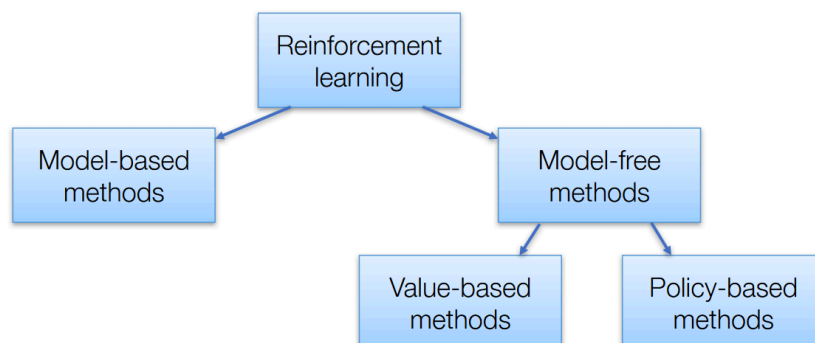 Reinforcement
learning
Model-based
methods
Model-free
methods
Value-based
methods
Policy-based
methods